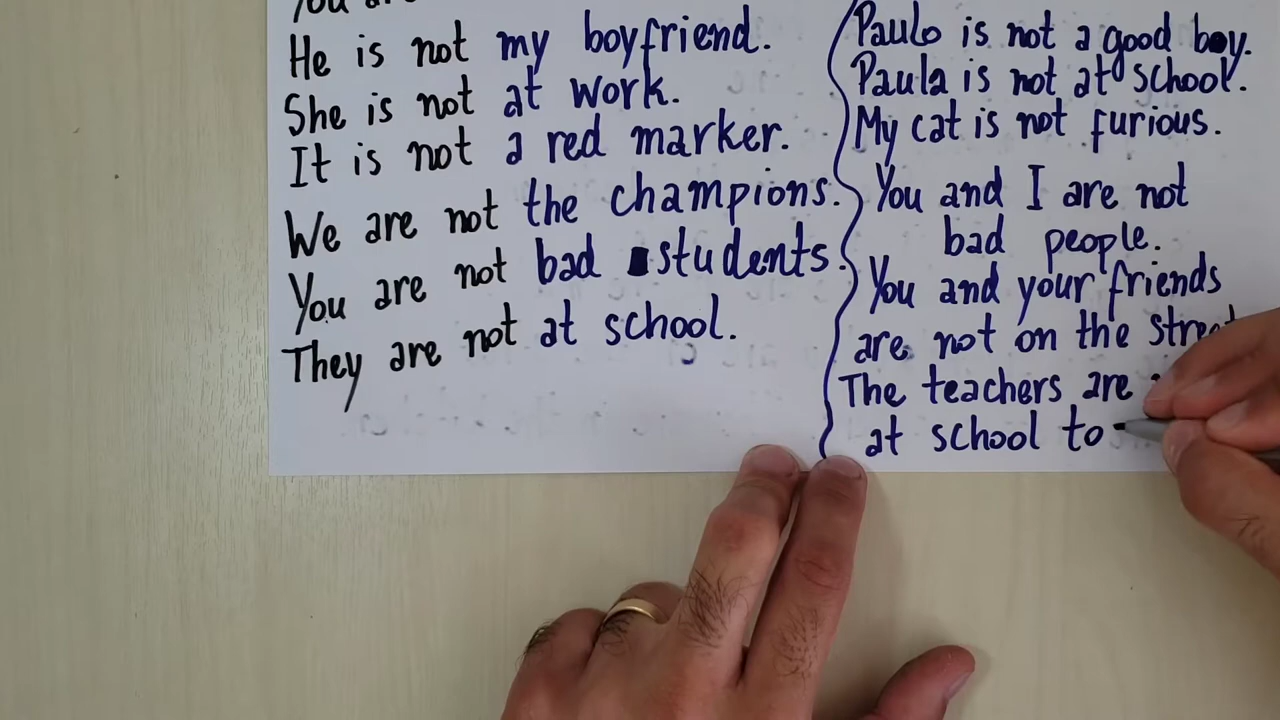 You are
He is not my boyfriend.
She is not at work.
It is not a red marker.
We are not the champions.
You are not bad students.
They are not at school.
Paulo is not a good boy.
Paula is not at school.
My cat is not furious.
You and I are not
bad people.
You and your friends
are not on the street
The teachers are
at school to